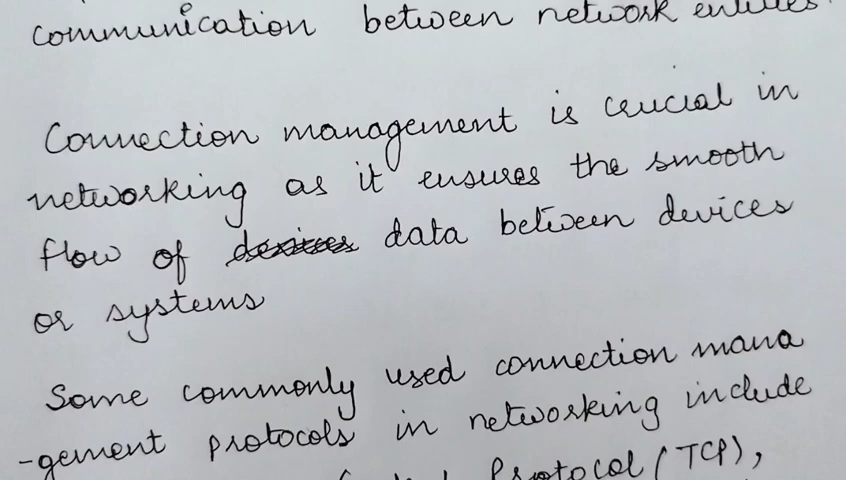 communication between network entities.
Connection management is crucial in
networking as it ensures the smooth
flow of data between devices
or systems
Some commonly used connection mana
-gement protocols in networking include
Protocol (TCP),